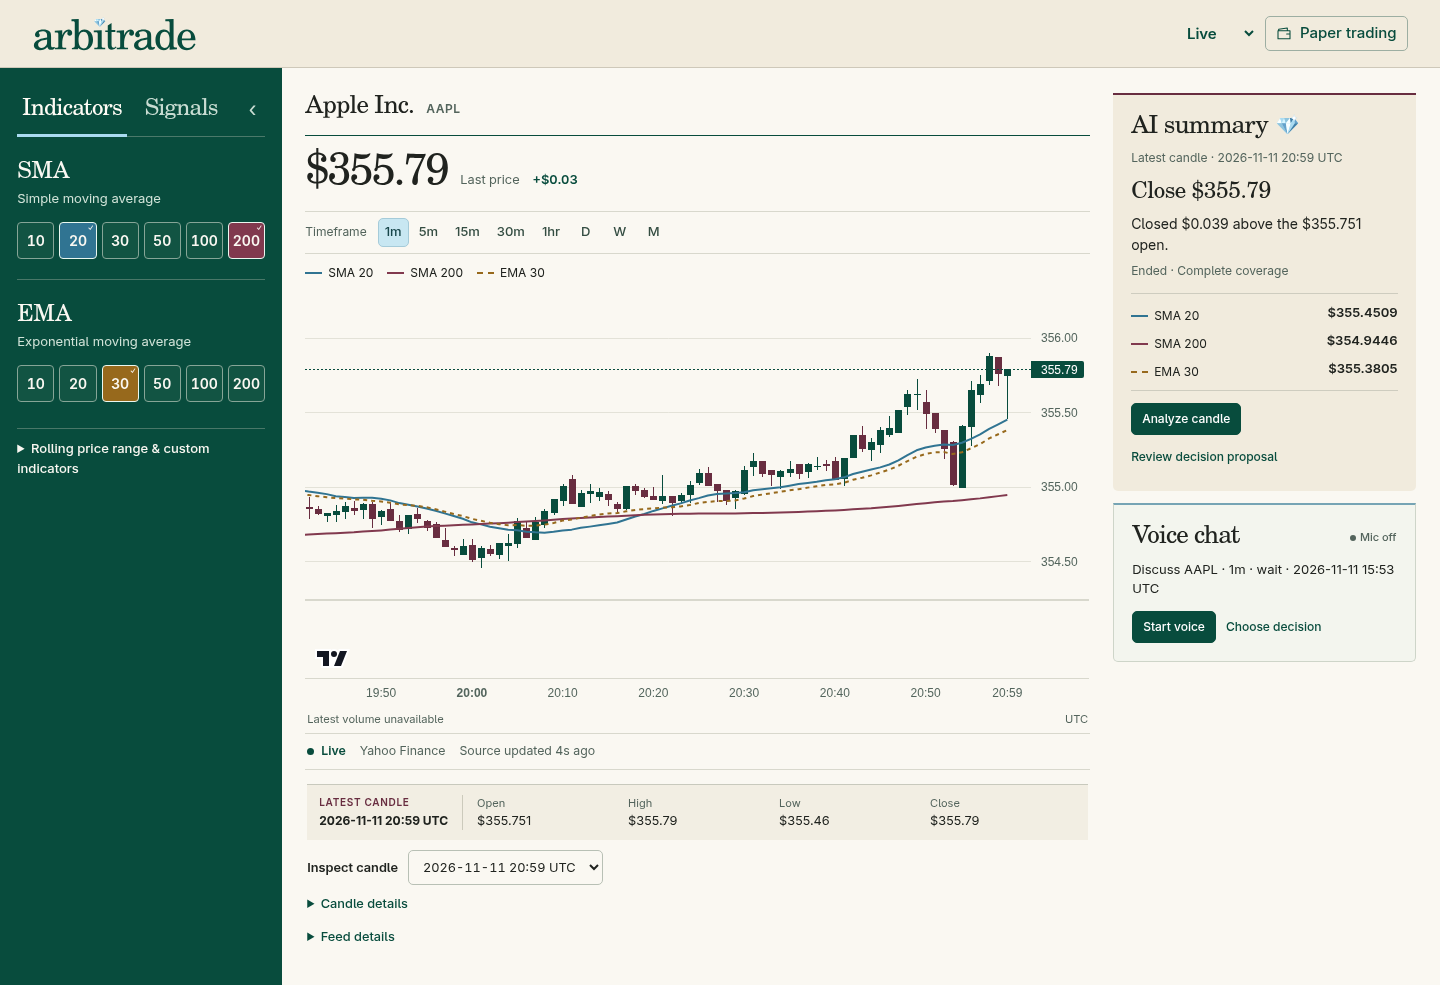 arbitrade
Live
Paper trading
Indicators
Signals
SMA
Simple moving average
10 20 30 50 100 200
EMA
Exponential moving average
10 20 30 50 100 200
Rolling price range & custom
indicators
Apple Inc. AAPL
$355.79 Last price +$0.03
Timeframe 1m 5m 15m 30m 1hr D W M
SMA 20 SMA 200 EMA 30
356.00
355.79
355.50
355.00
354.50
19:50 20:00 20:10 20:20 20:30 20:40 20:50 20:59
Latest volume unavailable UTC
Live Yahoo Finance Source updated 4s ago
LATEST CANDLE
2026-11-11 20:59 UTC
Open
$355.751
High
$355.79
Low
$355.46
Close
$355.79
Inspect candle 2026-11-11 20:59 UTC
Candle details
Feed details
AI summary
Latest candle · 2026-11-11 20:59 UTC
Close $355.79
Closed $0.039 above the $355.751
open.
Ended · Complete coverage
SMA 20 $355.4509
SMA 200 $354.9446
EMA 30 $355.3805
Analyze candle
Review decision proposal
Voice chat
Mic off
Discuss AAPL · 1m · wait · 2026-11-11 15:53
UTC
Start voice
Choose decision